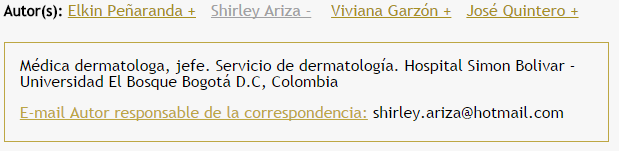 Autor(s): Elkin Peñaranda + Shirley Ariza - Viviana Garzón + José Quintero +
Médica dermatologa, jefe. Servicio de dermatología. Hospital Simon Bolivar -
Universidad El Bosque Bogotá D.C, Colombia
E-mail Autor responsable de la correspondencia: shirley.ariza@hotmail.com